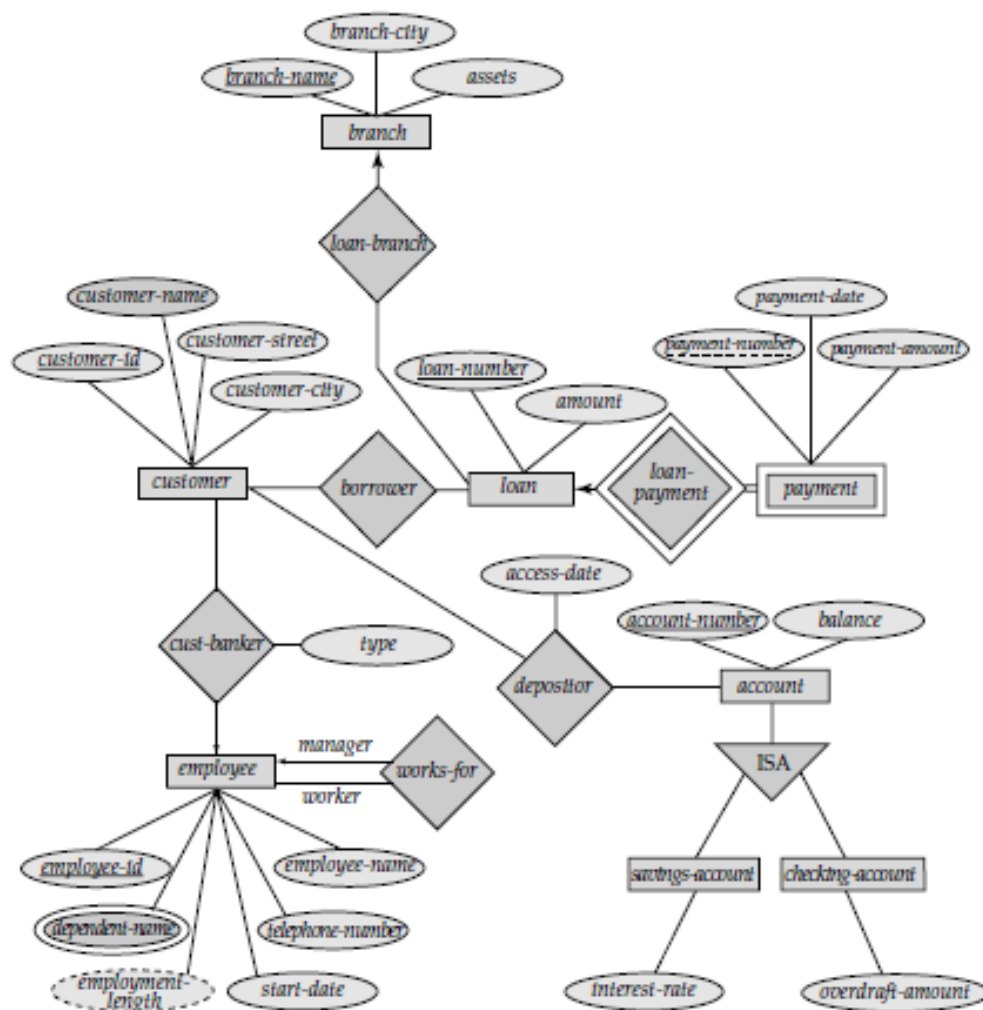 branch-city
branch-name
assets
branch
loan-branch
customer-name
customer-street
customer-id
customer-city
payment-date
payment-number
payment-amount
loan-number
amount
customer
borrower
loan
loan-
payment
payment
access-date
account-number
balance
cust-banker
type
depositor
account
manager
employee
works-for
worker
ISA
employee-id
employee-name
savings-account
checking-account
dependent-name
telephone-number
employment-
length
start-date
interest-rate
overdraft-amount